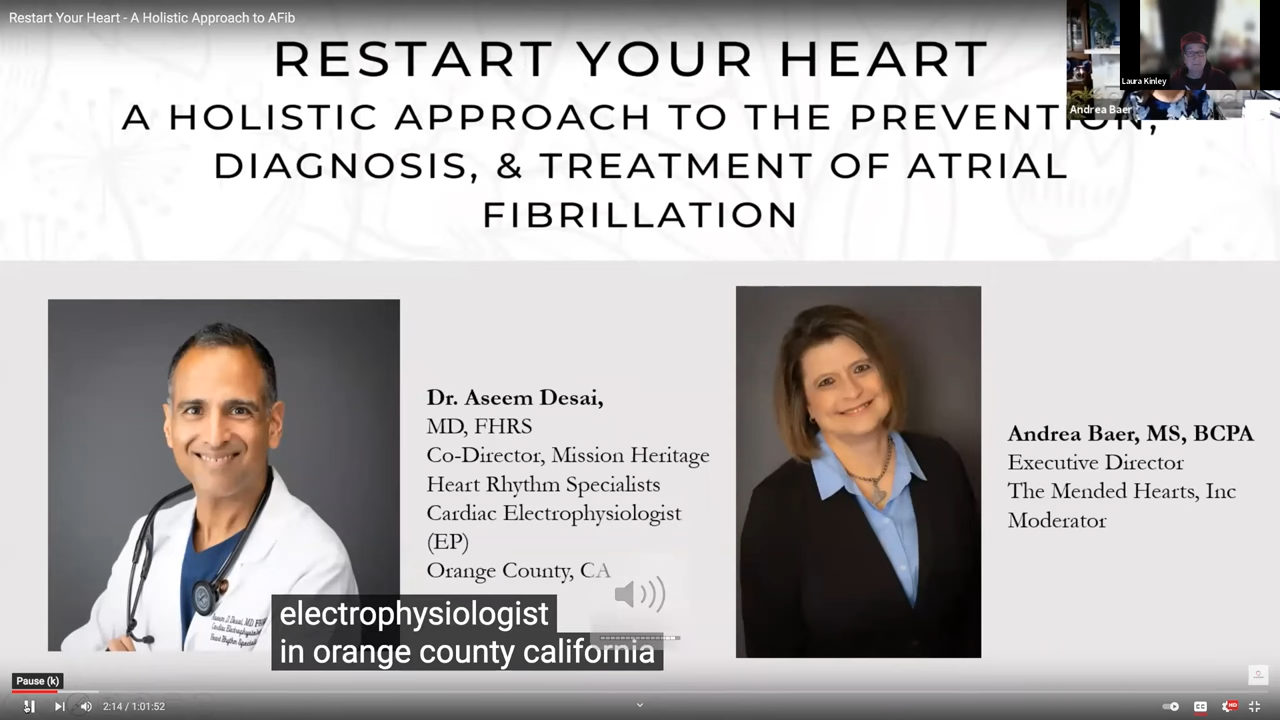 Restart Your Heart - A Holistic Approach to AFib
RESTART YOUR HEART
A HOLISTIC APPROACH TO THE PREVENTION,
DIAGNOSIS, & TREATMENT OF ATRIAL
FIBRILLATION
Laura Kinley
Andrea Baer
Dr. Aseem Desai,
MD, FHRS
Co-Director, Mission Heritage
Heart Rhythm Specialists
Cardiac Electrophysiologist
(EP)
Orange County, CA
Andrea Baer, MS, BCPA
Executive Director
The Mended Hearts, Inc
Moderator
electrophysiologist
in orange county california
Pause (k)
2:14 / 1:01:52
CC
HD